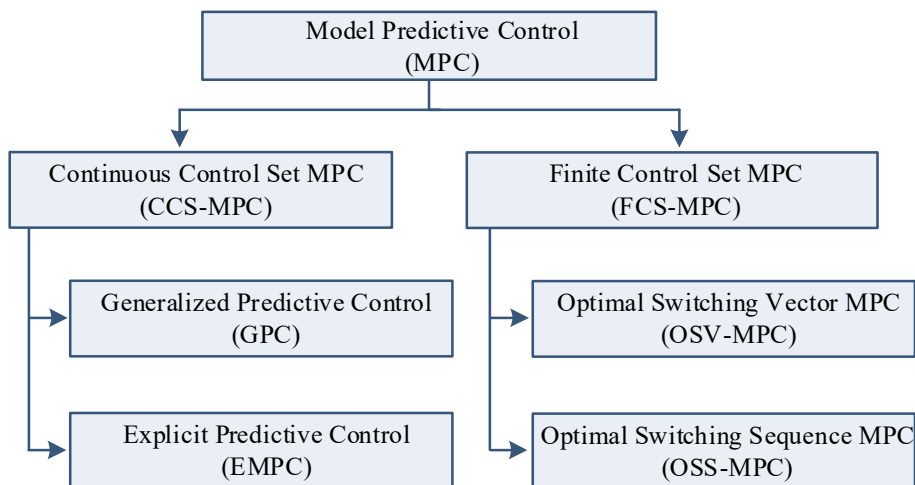 Model Predictive Control
(MPC)
Continuous Control Set MPC
(CCS-MPC)
Finite Control Set MPC
(FCS-MPC)
Generalized Predictive Control
(GPC)
Optimal Switching Vector MPC
(OSV-MPC)
Explicit Predictive Control
(EMPC)
Optimal Switching Sequence MPC
(OSS-MPC)